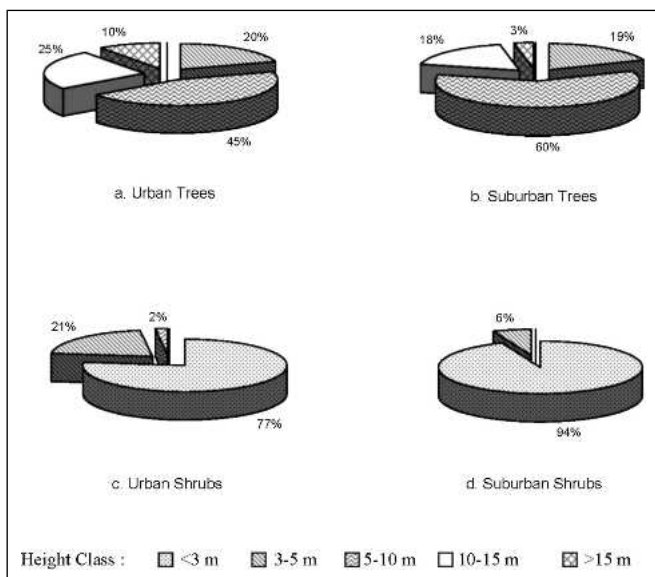 10% 20% 3% 19%
25% 18%
45% 60%
a. Urban Trees b. Suburban Trees
21% 2% 6%
77% 94%
c. Urban Shrubs d. Suburban Shrubs
Height Class : <3 m 3-5 m 5-10 m 10-15 m >15 m